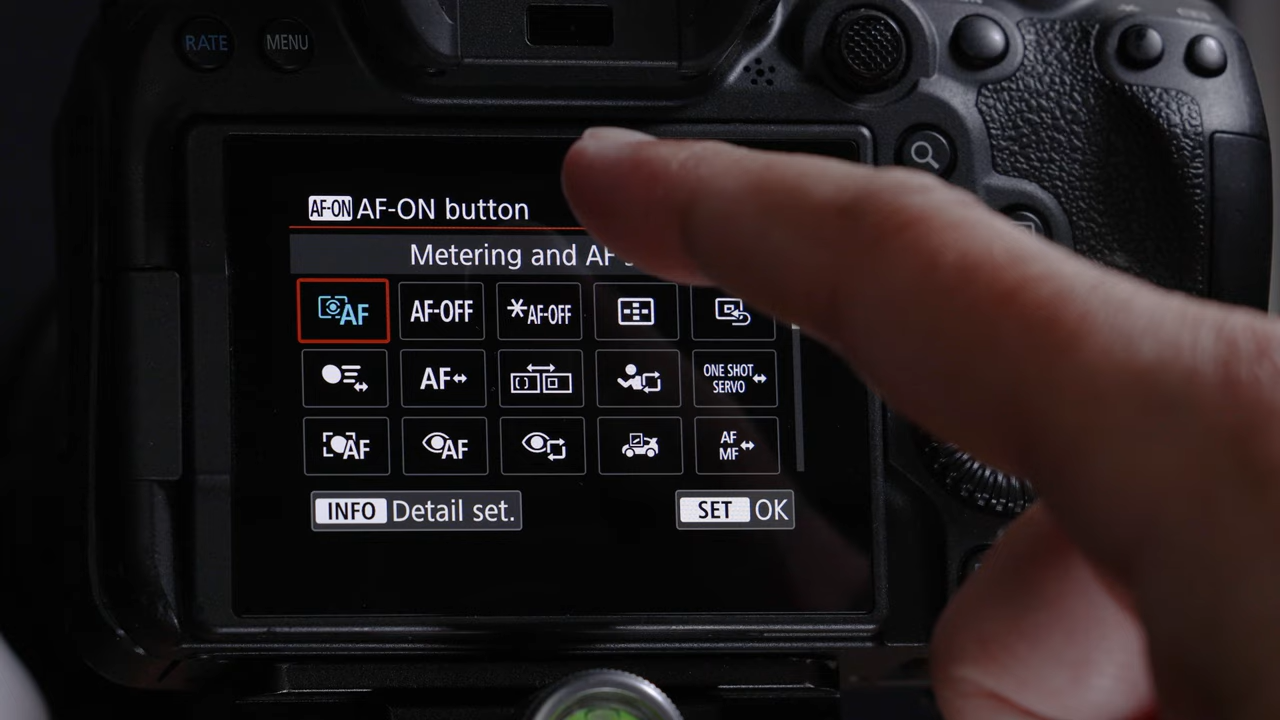 RATE MENU
AF-ON AF-ON button
Metering and AF
AF AF-OFF *AF-OFF
AF ONE SHOT
SERVO
AF AF AF
MF
INFO Detail set. SET OK